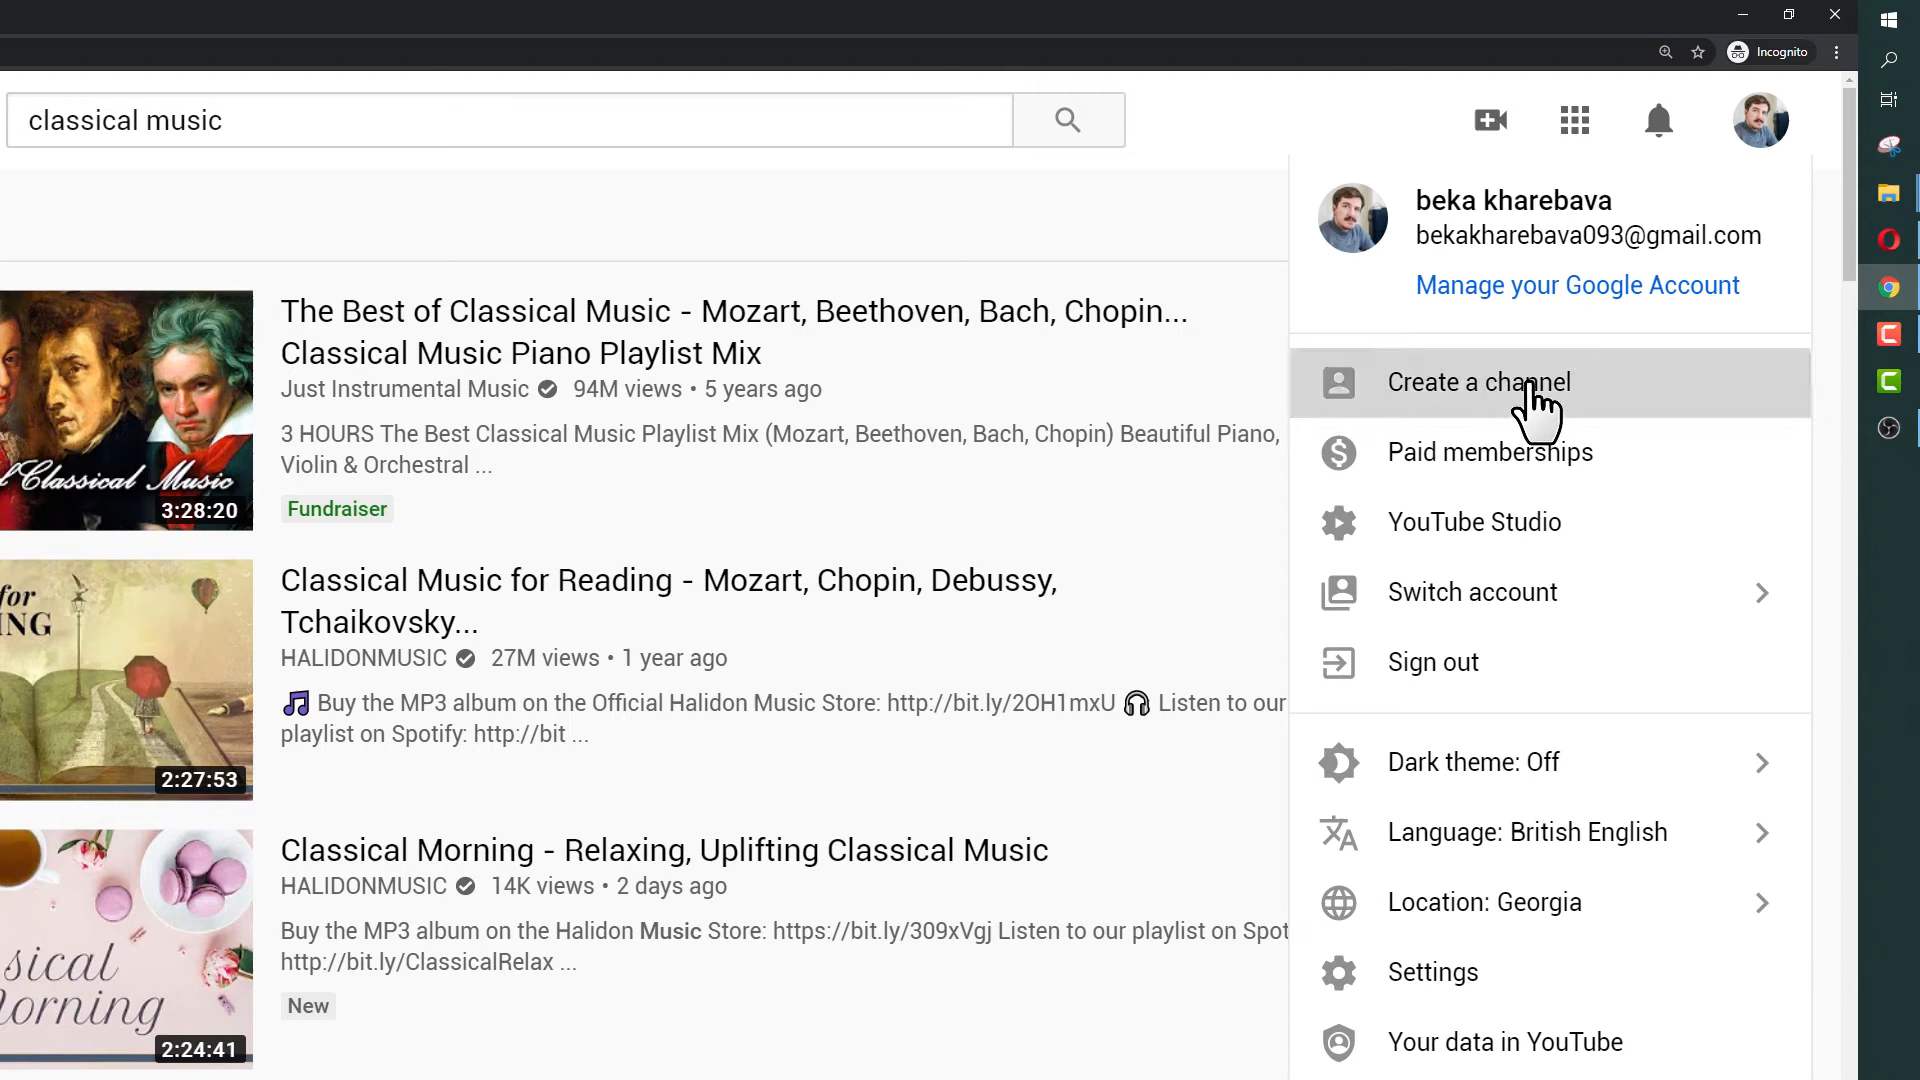 Incognito
classical music
beka kharebava
bekakharebava093@gmail.com
Manage your Google Account
Create a channel
Paid memberships
YouTube Studio
Switch account
Sign out
Dark theme: Off
Language: British English
Location: Georgia
Settings
Your data in YouTube
The Best of Classical Music - Mozart, Beethoven, Bach, Chopin...
Classical Music Piano Playlist Mix
Just Instrumental Music 94M views • 5 years ago
3 HOURS The Best Classical Music Playlist Mix (Mozart, Beethoven, Bach, Chopin) Beautiful Piano,
Violin & Orchestral ...
Fundraiser
Classical Music
3:28:20
Classical Music for Reading - Mozart, Chopin, Debussy,
Tchaikovsky...
HALIDONMUSIC 27M views • 1 year ago
🎵 Buy the MP3 album on the Official Halidon Music Store: http://bit.ly/2OH1mxU 🎧 Listen to our
playlist on Spotify: http://bit ...
for
ING
2:27:53
Classical Morning - Relaxing, Uplifting Classical Music
HALIDONMUSIC 14K views • 2 days ago
Buy the MP3 album on the Halidon Music Store: https://bit.ly/309xVgj Listen to our playlist on Spot
http://bit.ly/ClassicalRelax ...
New
sical
orning
2:24:41